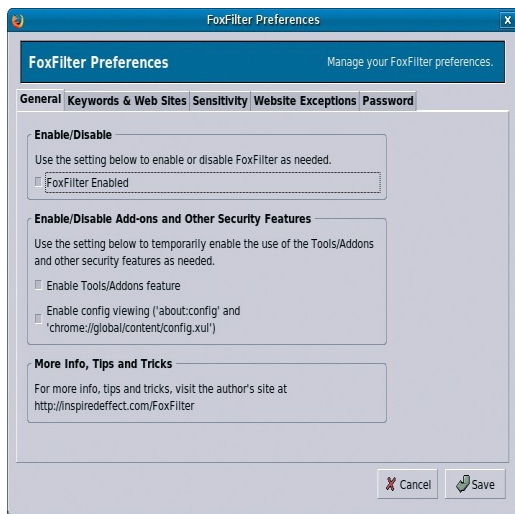 FoxFilter Preferences
X
FoxFilter Preferences
Manage your FoxFilter preferences.
General Keywords & Web Sites Sensitivity Website Exceptions Password
Enable/Disable
Use the setting below to enable or disable FoxFilter as needed.
FoxFilter Enabled
Enable/Disable Add-ons and Other Security Features
Use the setting below to temporarily enable the use of the Tools/Addons
and other security features as needed.
Enable Tools/Addons feature
Enable config viewing ('about:config' and
'chrome://global/content/config.xul')
More Info, Tips and Tricks
For more info, tips and tricks, visit the author's site at
http://inspiredeffect.com/FoxFilter
Cancel Save